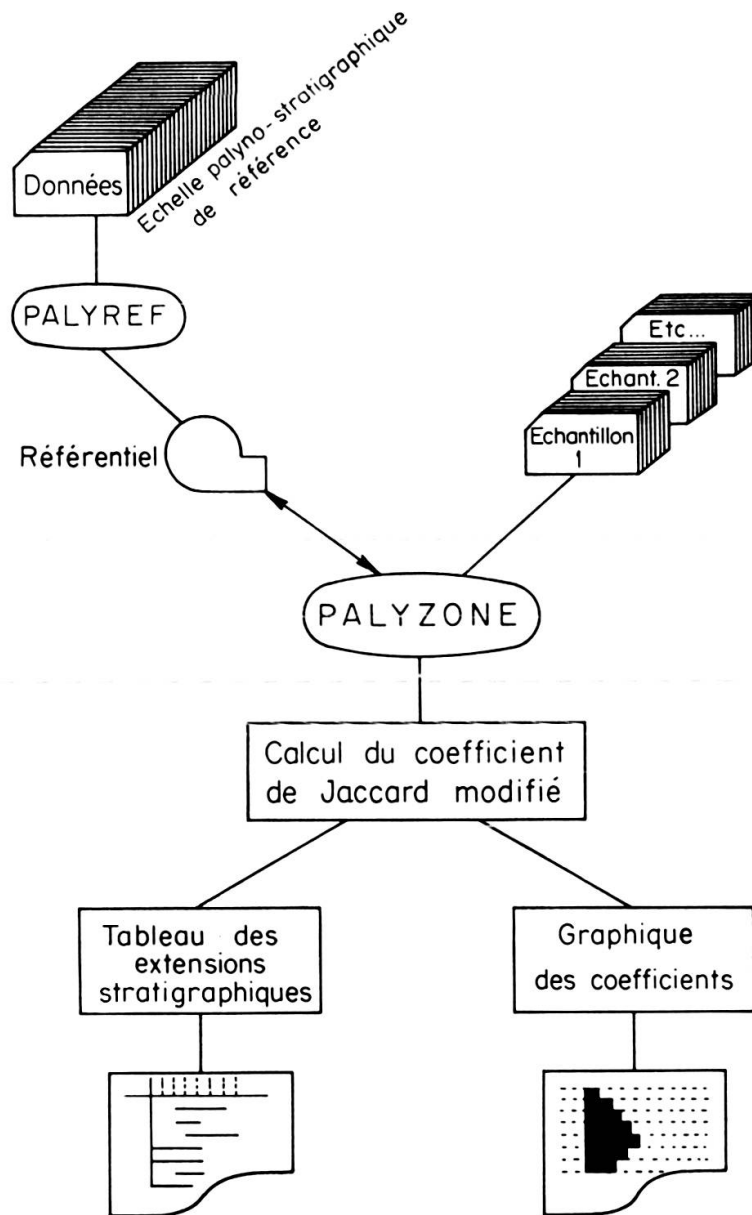 Données
Echelle palyno-stratigraphique
de référence
PALYREF
Référentiel
Etc...
Echant. 2
Echantillon
1
PALYZONE
Calcul du coefficient
de Jaccard modifié
Tableau des
extensions
stratigraphiques
Graphique
des coefficients